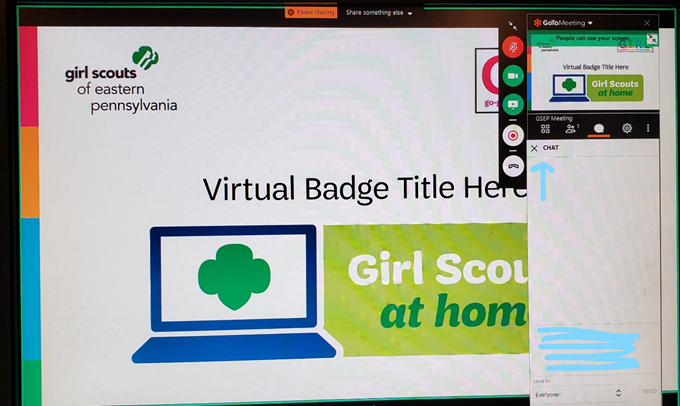 Pause sharing
Share something else
girl scouts
of eastern
pennsylvania
G
go-g
Virtual Badge Title Here
Girl Scou
at hom
GoToMeeting
People can see your screen
Virtual Badge Title Here
Girl Scouts
at home
GSEP Meeting
1
CHAT
Send to:
Everyone
SEND